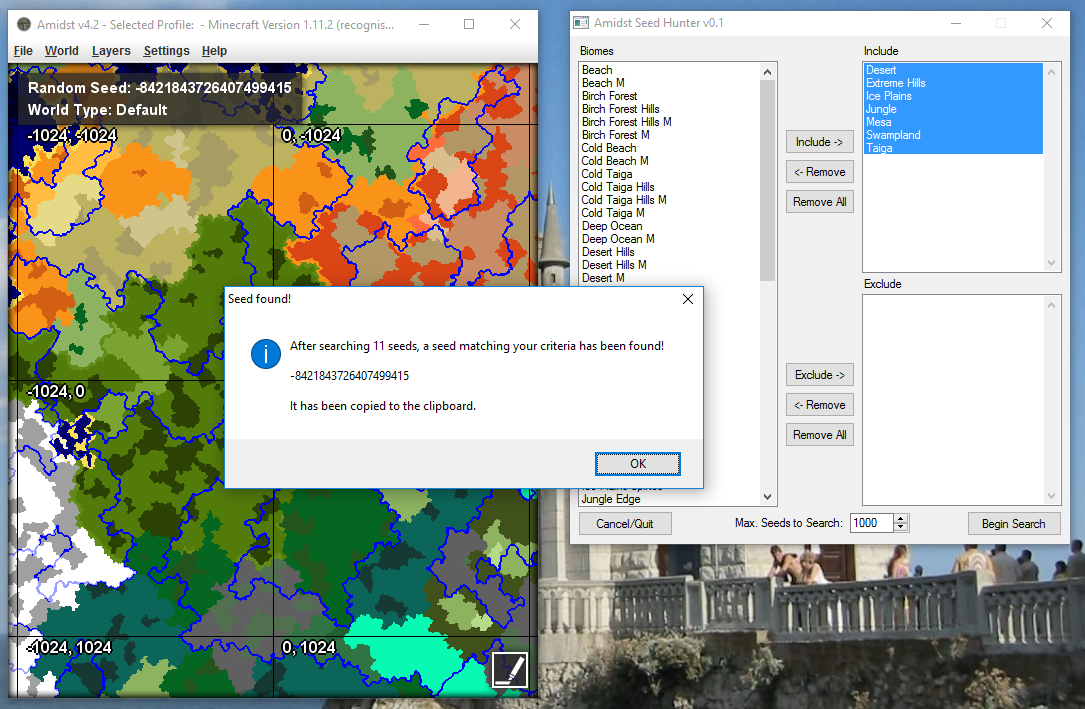 Amidst v4.2 - Selected Profile:  - Minecraft Version 1.11.2 (recognis...
File World Layers Settings Help
Random Seed: -8421843726407499415
World Type: Default
-1024, -1024
0, -1024
-1024, 0
-1024, 1024
0, 1024
Amidst Seed Hunter v0.1
Biomes
Beach
Beach M
Birch Forest
Birch Forest Hills
Birch Forest Hills M
Birch Forest M
Cold Beach
Cold Beach M
Cold Taiga
Cold Taiga Hills
Cold Taiga Hills M
Cold Taiga M
Deep Ocean
Deep Ocean M
Desert Hills
Desert Hills M
Desert M
Jungle Edge
Include ->
<- Remove
Remove All
Include
Desert
Extreme Hills
Ice Plains
Jungle
Mesa
Swampland
Taiga
Exclude
Exclude ->
<- Remove
Remove All
Cancel/Quit
Max. Seeds to Search: 1000
Begin Search
Seed found!
After searching 11 seeds, a seed matching your criteria has been found!
-8421843726407499415
It has been copied to the clipboard.
OK